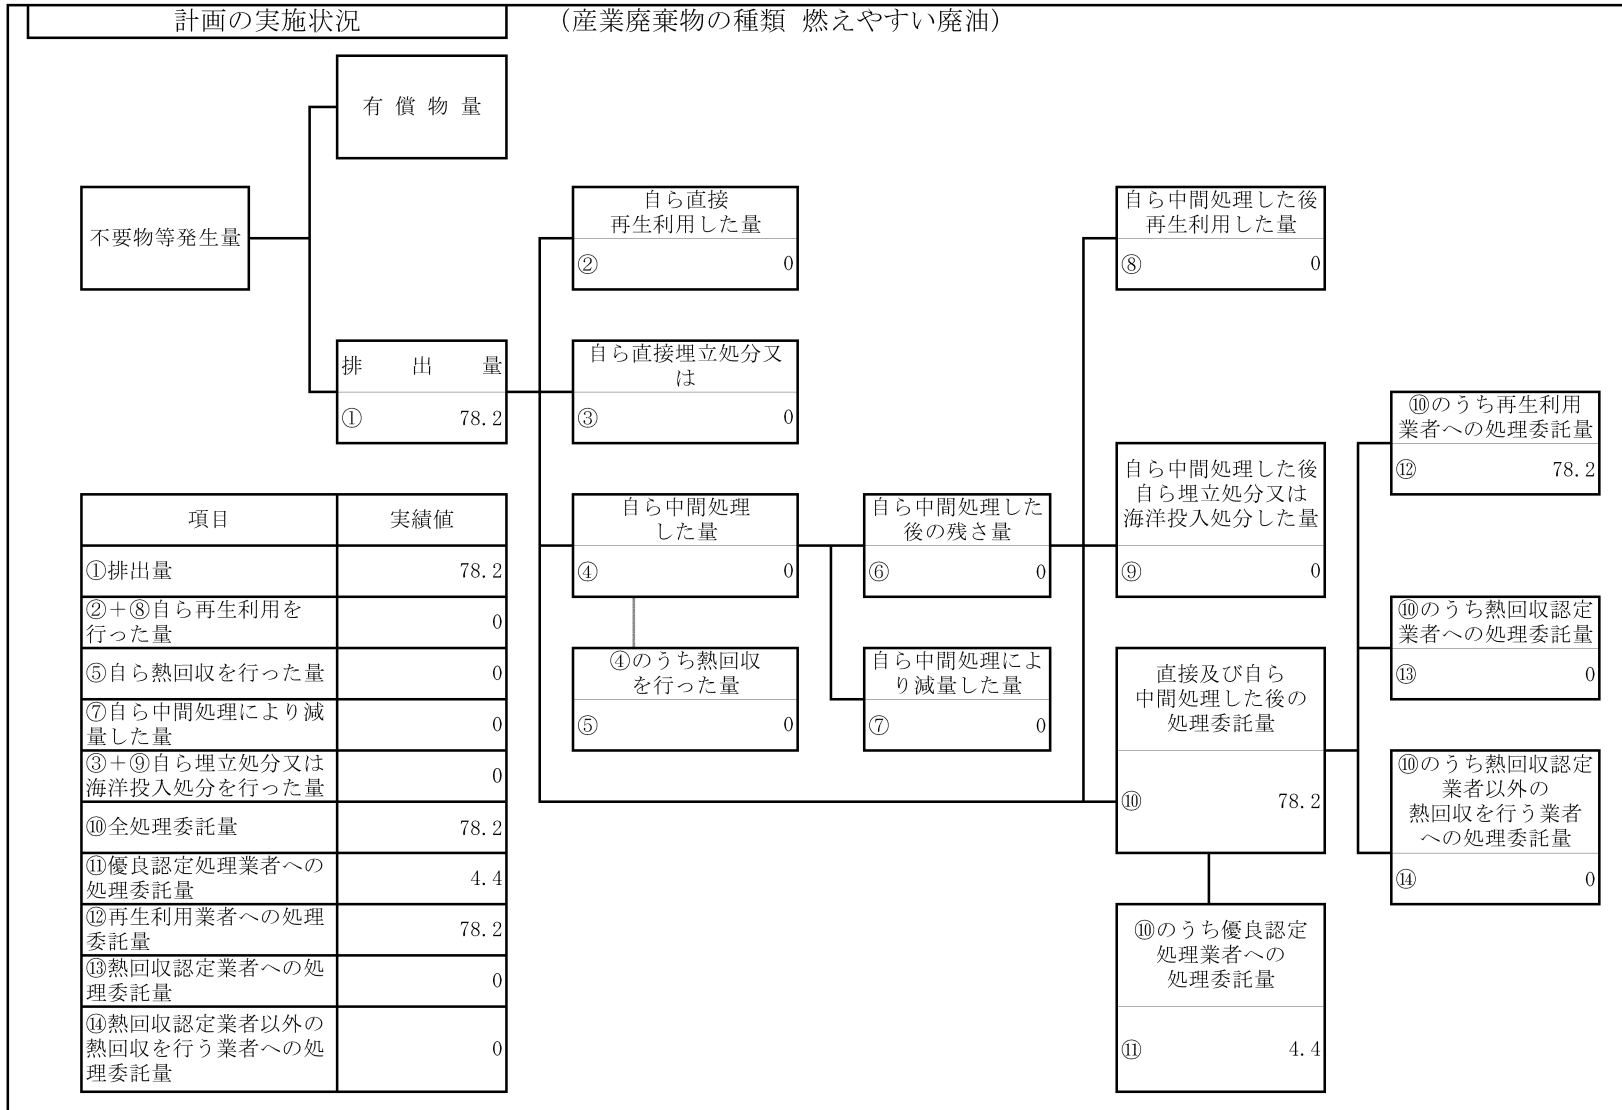 計画の実施状況
（産業廃棄物の種類 燃えやすい廃油）
有 償 物 量
不要物等発生量
自ら直接
再生利用した量
② 0
自ら中間処理した後
再生利用した量
⑧ 0
排 出 量
① 78.2
自ら直接埋立処分又
は
③ 0
⑩のうち再生利用
業者への処理委託量
⑫ 78.2
自ら中間処理
した量
④ 0
自ら中間処理した
後の残さ量
⑥ 0
自ら中間処理した後
自ら埋立処分又は
海洋投入処分した量
⑨ 0
④のうち熱回収
を行った量
⑤ 0
自ら中間処理によ
り減量した量
⑦ 0
直接及び自ら
中間処理した後の
処理委託量
⑩ 78.2
⑩のうち熱回収認定
業者への処理委託量
⑬ 0
⑩のうち熱回収認定
業者以外の
熱回収を行う業者
への処理委託量
⑭ 0
⑩のうち優良認定
処理業者への
処理委託量
⑪ 4.4
項目 実績値
①排出量 78.2
②＋⑧自ら再生利用を
行った量 0
⑤自ら熱回収を行った量 0
⑦自ら中間処理により減
量した量 0
③＋⑨自ら埋立処分又は
海洋投入処分を行った量 0
⑩全処理委託量 78.2
⑪優良認定処理業者への
処理委託量 4.4
⑫再生利用業者への処理
委託量 78.2
⑬熱回収認定業者への処
理委託量 0
⑭熱回収認定業者以外の
熱回収を行う業者への処
理委託量 0